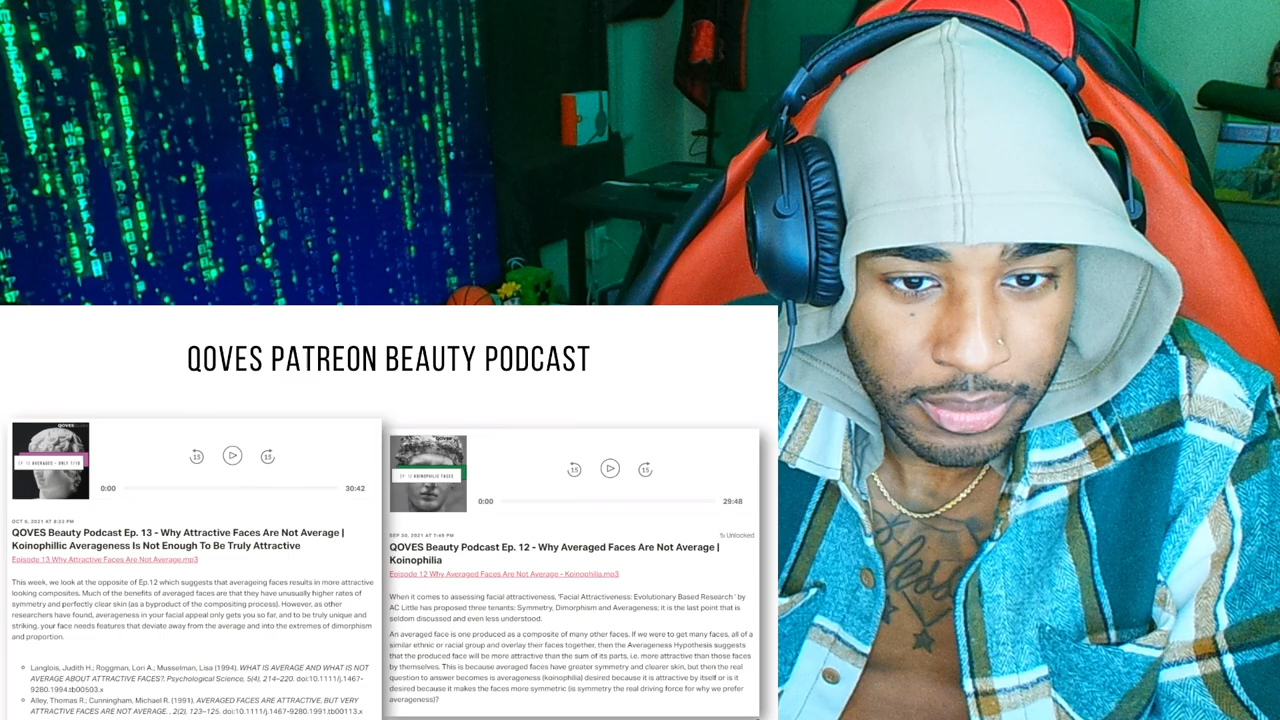 QOVES PATREON BEAUTY PODCAST
QOVES
EP. 13 AVERAGED - ONLY 7/10
15
15
0:00
30:42
OCT 6, 2021 AT 8:33 PM
QOVES Beauty Podcast Ep. 13 - Why Attractive Faces Are Not Average |
Koinophillic Averageness Is Not Enough To Be Truly Attractive
Episode 13 Why Attractive Faces Are Not Average.mp3
This week, we look at the opposite of Ep.12 which suggests that averageing faces results in more attractive
looking composites. Much of the benefits of averaged faces are that they have unusually higher rates of
symmetry and perfectly clear skin (as a byproduct of the compositing process). However, as other
researchers have found, averageness in your facial appeal only gets you so far, and to be truly unique and
striking, your face needs features that deviate away from the average and into the extremes of dimorphism
and proportion.
Langlois, Judith H.; Roggman, Lori A.; Musselman, Lisa (1994). WHAT IS AVERAGE AND WHAT IS NOT
AVERAGE ABOUT ATTRACTIVE FACES?. Psychological Science, 5(4), 214–220. doi:10.1111/j.1467-
9280.1994.tb00503.x
Alley, Thomas R.; Cunningham, Michael R. (1991). AVERAGED FACES ARE ATTRACTIVE, BUT VERY
ATTRACTIVE FACES ARE NOT AVERAGE. , 2(2), 123–125. doi:10.1111/j.1467-9280.1991.tb00113.x
QOVES
EP. 12 KOINOPHILIC FACES
15
15
0:00
29:48
SEP 30, 2021 AT 7:45 PM
Unlocked
QOVES Beauty Podcast Ep. 12 - Why Averaged Faces Are Not Average |
Koinophilia
Episode 12 Why Averaged Faces Are Not Average - Koinophilia.mp3
When it comes to assessing facial attractiveness, 'Facial Attractiveness: Evolutionary Based Research' by
AC Little has proposed three tenants: Symmetry, Dimorphism and Averageness; it is the last point that is
seldom discussed and even less understood.
An averaged face is one produced as a composite of many other faces. If we were to get many faces, all of a
similar ethnic or racial group and overlay their faces together, then the Averageness Hypothesis suggests
that the produced face will be more attractive than the sum of its parts, i.e. more attractive than those faces
by themselves. This is because averaged faces have greater symmetry and clearer skin, but then the real
question to answer becomes is averageness (koinophilia) desired because it is attractive by itself or is it
desired because it makes the faces more symmetric (is symmetry the real driving force for why we prefer
averageness)?